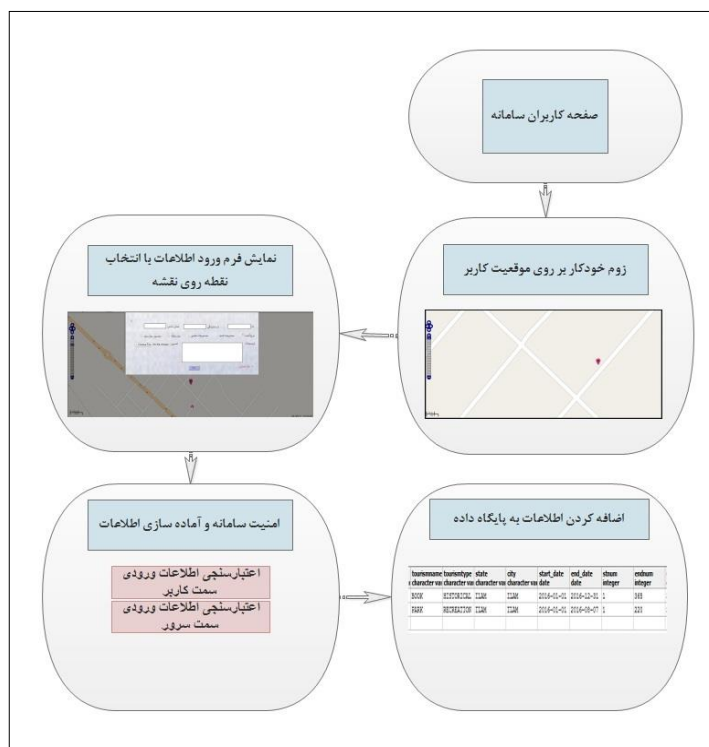 صفحه کاربران سامانه
زوم خودکار بر روی موقعیت کاربر
نمایش فرم ورود اطلاعات با انتخاب
نقطه روی نقشه
امنیت سامانه و آماده سازی اطلاعات
اعتبارسنجی اطلاعات ورودی
سمت کاربر
اعتبارسنجی اطلاعات ورودی
سمت سرور
اضافه کردن اطلاعات به پایگاه داده
tourismname tourismtype state city start_date end_date stnum endnum
character var character var character var character var date date integer integer
BOOK HISTORICAL ILAM ILAM 2016-01-01 2016-12-31 1 365
PARK RECREATION ILAM ILAM 2016-01-01 2016-08-07 1 220